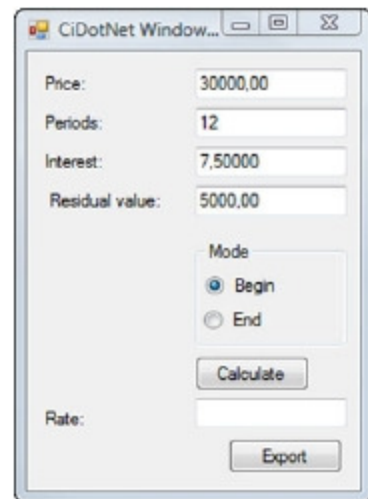 CiDotNet Window...
Price: 30000,00
Periods: 12
Interest: 7,50000
Residual value: 5000,00
Mode
Begin
End
Calculate
Rate:
Export